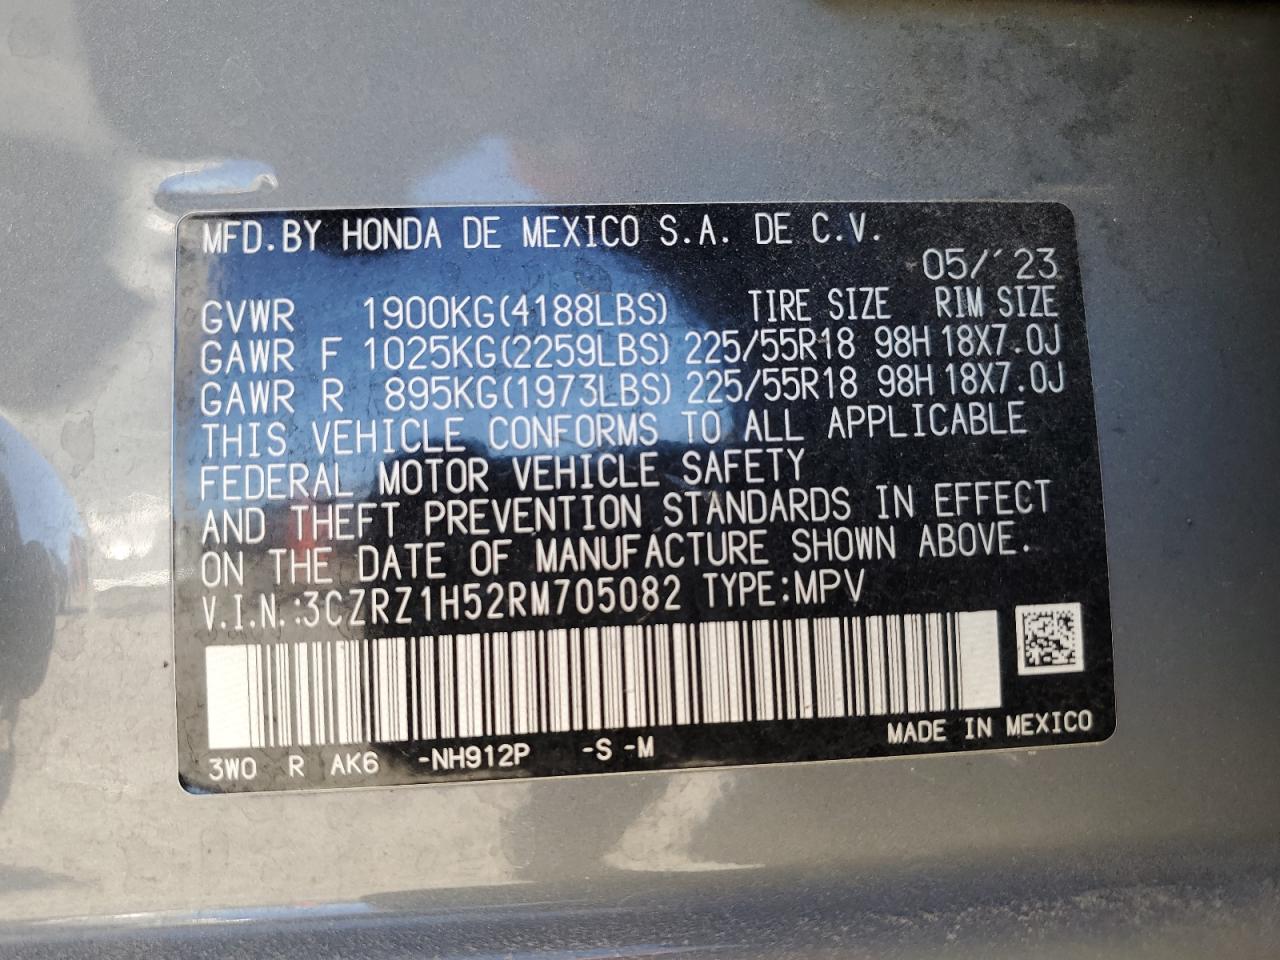 MFD.BY HONDA DE MEXICO S.A. DE C.V.
05/´23
GVWR 1900KG(4188LBS) TIRE SIZE RIM SIZE
GAWR F 1025KG(2259LBS) 225/55R18 98H 18X7.0J
GAWR R 895KG(1973LBS) 225/55R18 98H 18X7.0J
THIS VEHICLE CONFORMS TO ALL APPLICABLE
FEDERAL MOTOR VEHICLE SAFETY
AND THEFT PREVENTION STANDARDS IN EFFECT
ON THE DATE OF MANUFACTURE SHOWN ABOVE.
V.I.N.:3CZRZ1H52RM705082 TYPE:MPV
MADE IN MEXICO
3W0 R AK6 -NH912P -S -M